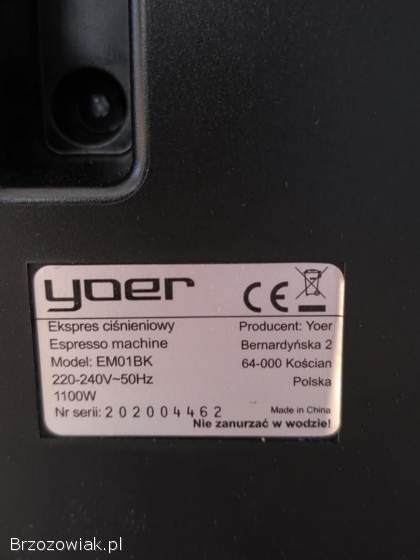 yoer
Ekspres ciśnieniowy
Espresso machine
Model: EM01BK
220-240V~50Hz
1100W
Nr serii: 202004462
CE
Producent: Yoer
Bernardyńska 2
64-000 Kościan
Polska
Made in China
Nie zanurzać w wodzie!
Brzozowiak.pl